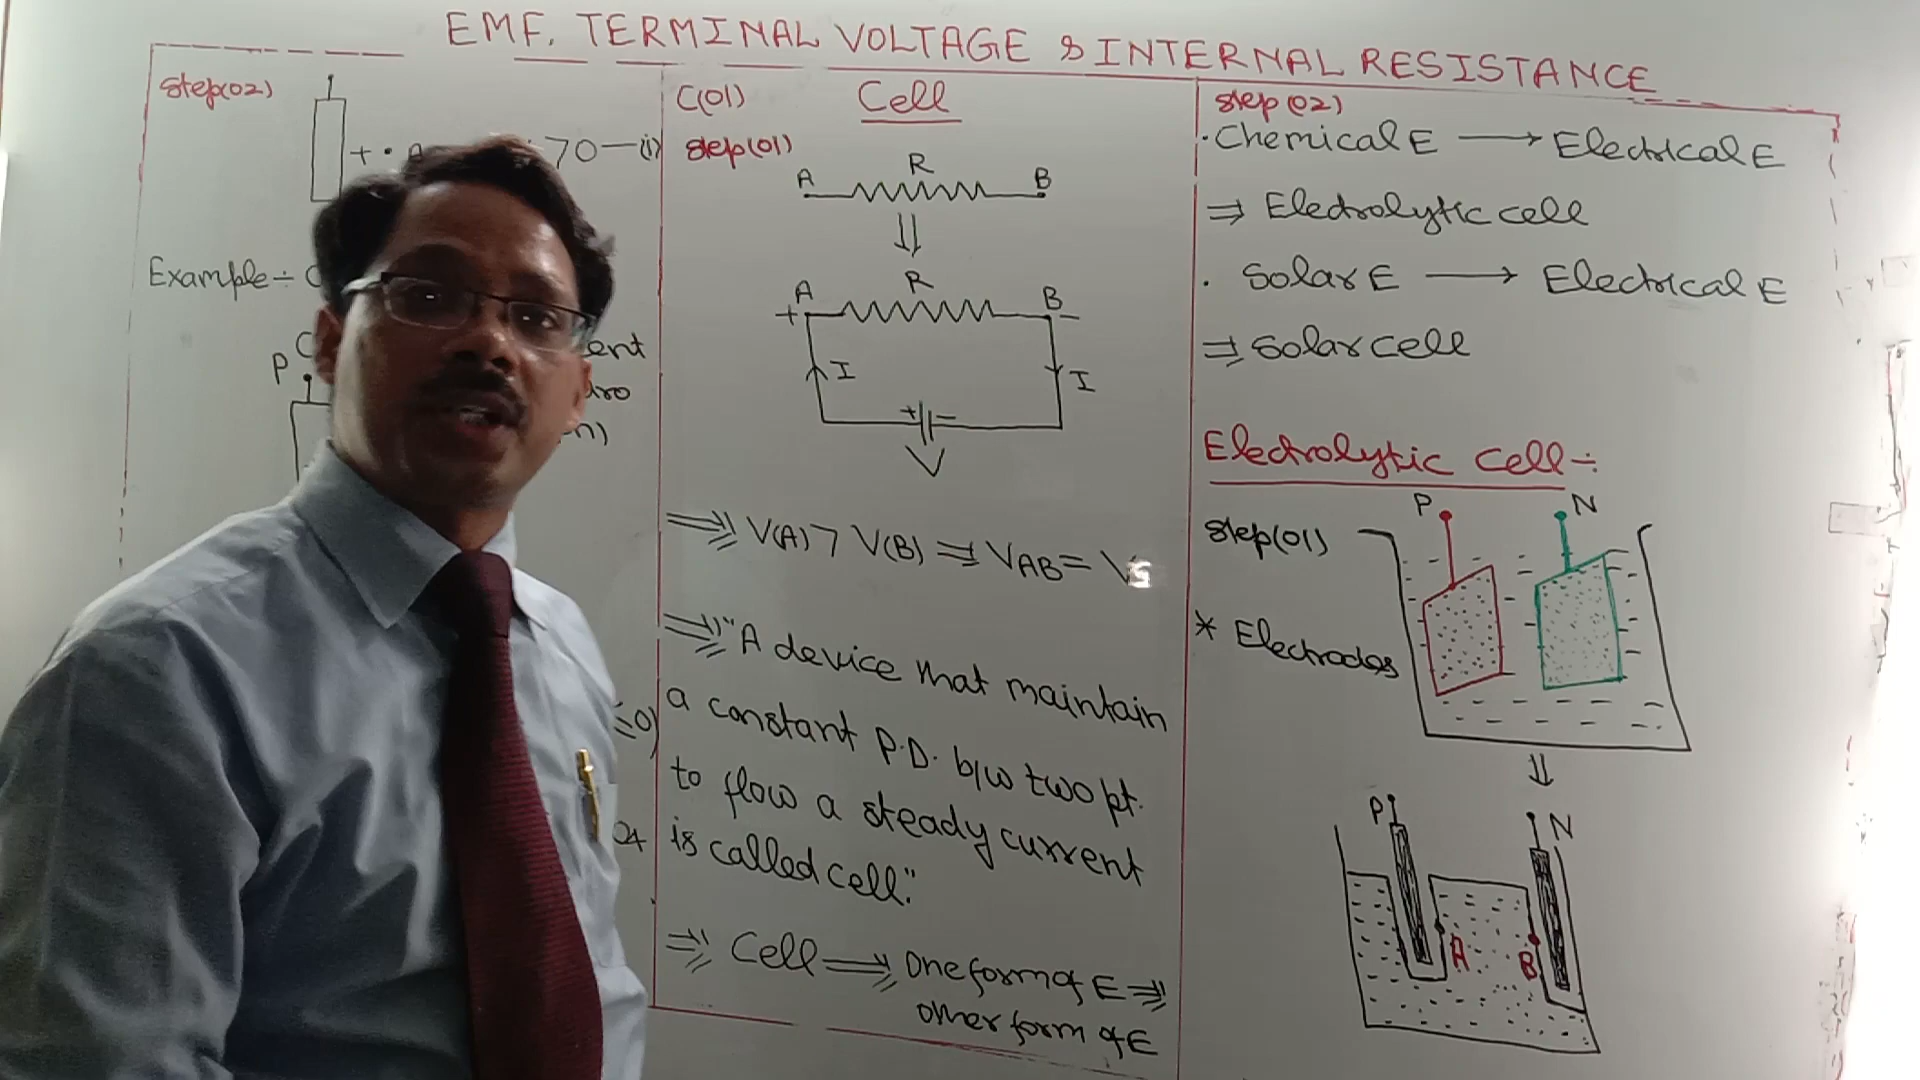 EMF, TERMINAL VOLTAGE & INTERNAL RESISTANCE
Step(02)
+ •
70 — (i)
Example ÷
ent
P
C(01) Cell
Step(01)
R
A B
R
A B
+ -
I I
+ -
V
⇒ V(A) > V(B) ⇒ VAB = Vs
⇒ "A device that maintain
a constant P.D. b/w two pt.
to flow a steady current
is called cell."
⇒ Cell ⇒ One form of E ⇒
other form of E
Step(02)
· Chemical E → Electrical E
⇒ Electrolytic cell
· Solar E → Electrical E
⇒ Solar cell
Electrolytic Cell ÷
P N
Step(01)
* Electrodes
P N
A B